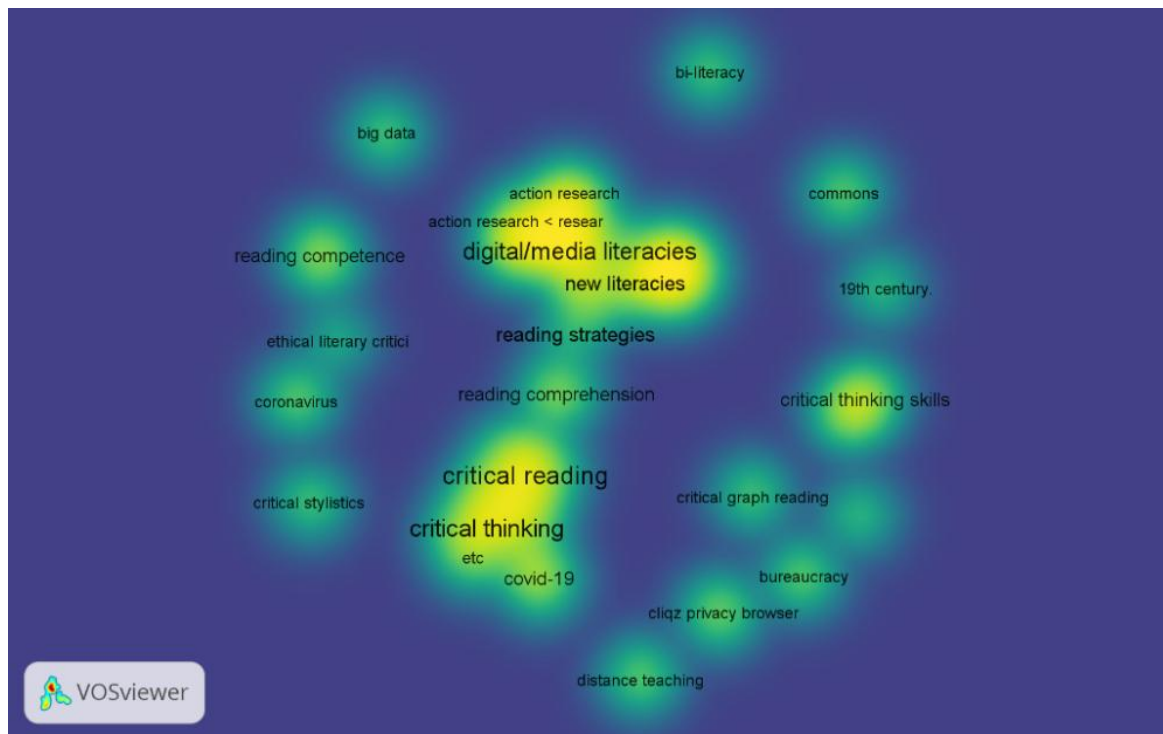 bi-literacy
big data
action research
commons
action research < resear
digital/media literacies
reading competence
new literacies
19th century.
reading strategies
ethical literary critici
reading comprehension
coronavirus
critical thinking skills
critical reading
critical graph reading
critical stylistics
critical thinking
etc
covid-19
bureaucracy
cliqz privacy browser
distance teaching
VOSviewer